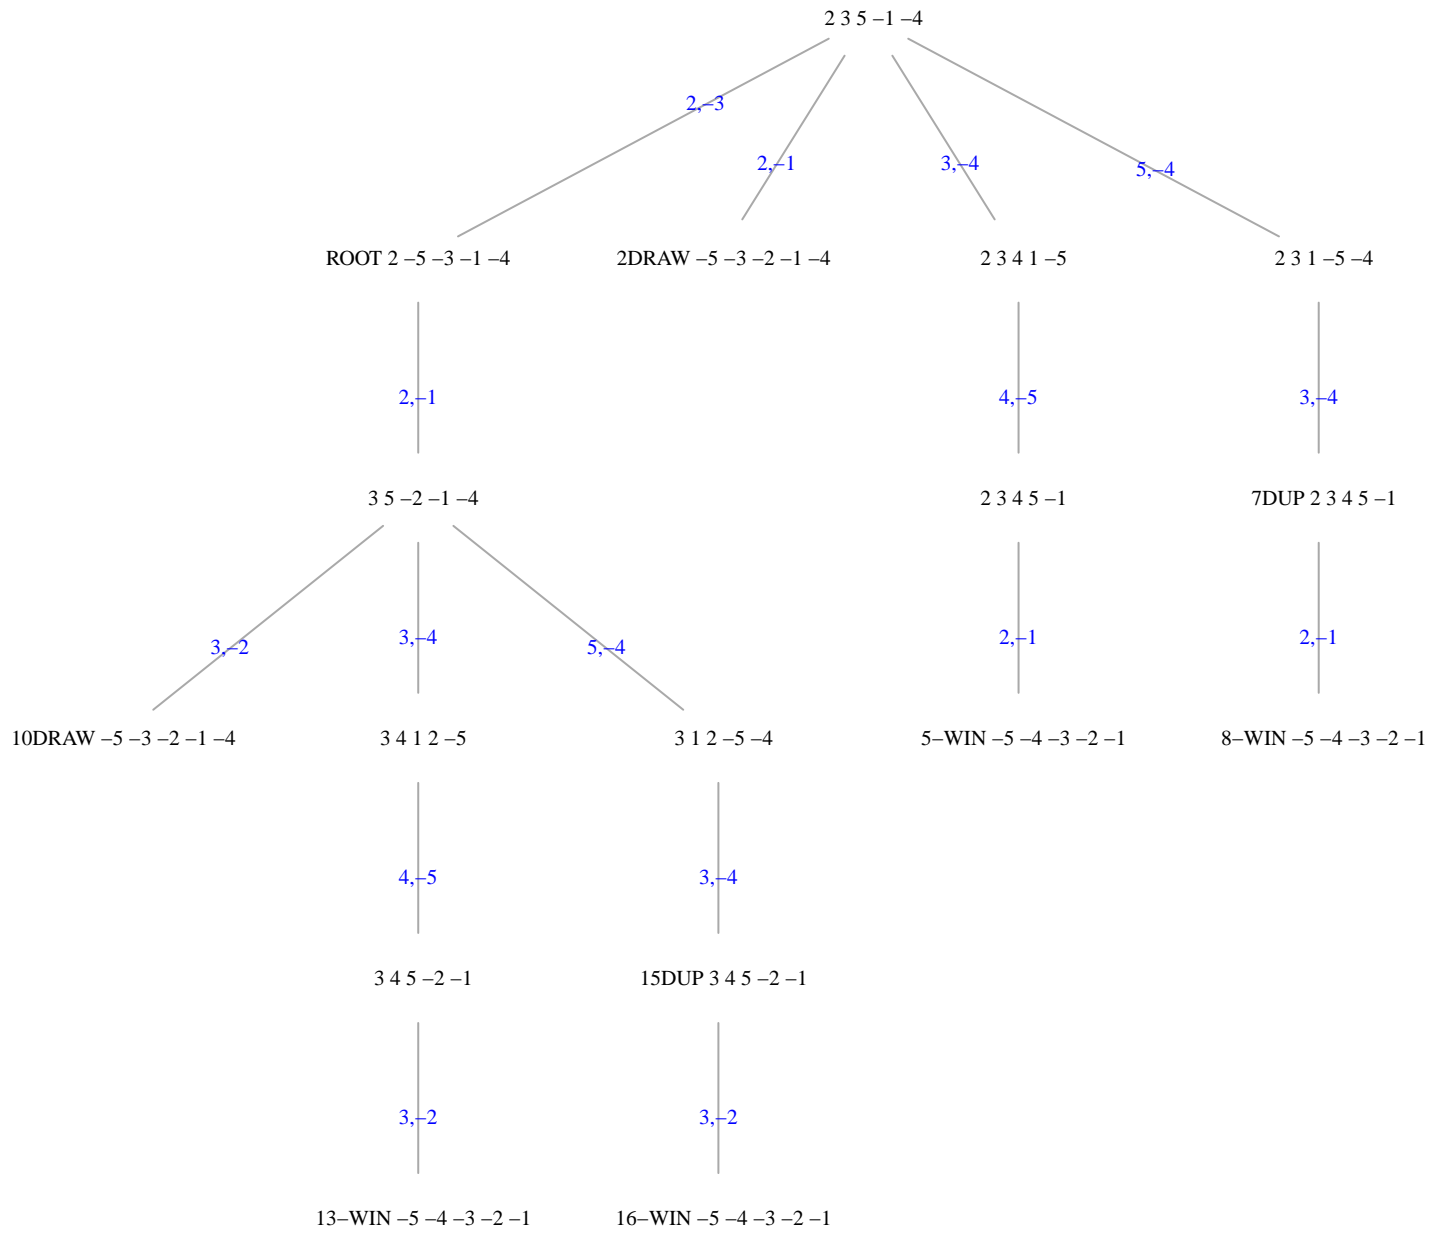 2 3 5 –1 –4
2,–3
2,–1
3,–4
5,–4
ROOT 2 –5 –3 –1 –4
2DRAW –5 –3 –2 –1 –4
2 3 4 1 –5
2 3 1 –5 –4
2,–1
4,–5
3,–4
3 5 –2 –1 –4
2 3 4 5 –1
7DUP 2 3 4 5 –1
3,–2
3,–4
5,–4
2,–1
2,–1
10DRAW –5 –3 –2 –1 –4
3 4 1 2 –5
3 1 2 –5 –4
5–WIN –5 –4 –3 –2 –1
8–WIN –5 –4 –3 –2 –1
4,–5
3,–4
3 4 5 –2 –1
15DUP 3 4 5 –2 –1
3,–2
3,–2
13–WIN –5 –4 –3 –2 –1
16–WIN –5 –4 –3 –2 –1